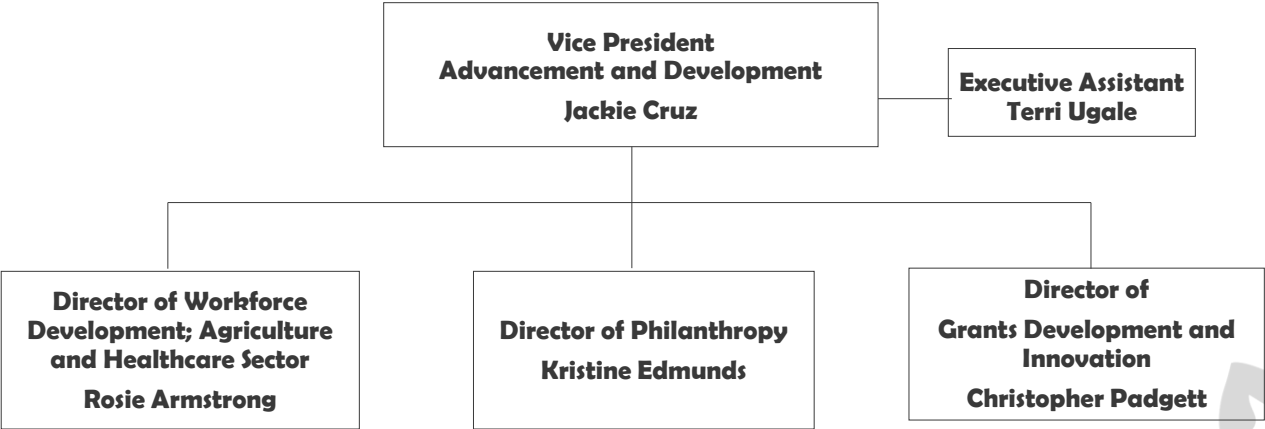 Vice President
Advancement and Development
Jackie Cruz
Executive Assistant
Terri Ugale
Director of Workforce
Development; Agriculture
and Healthcare Sector
Rosie Armstrong
Director of Philanthropy
Kristine Edmunds
Director of
Grants Development and
Innovation
Christopher Padgett